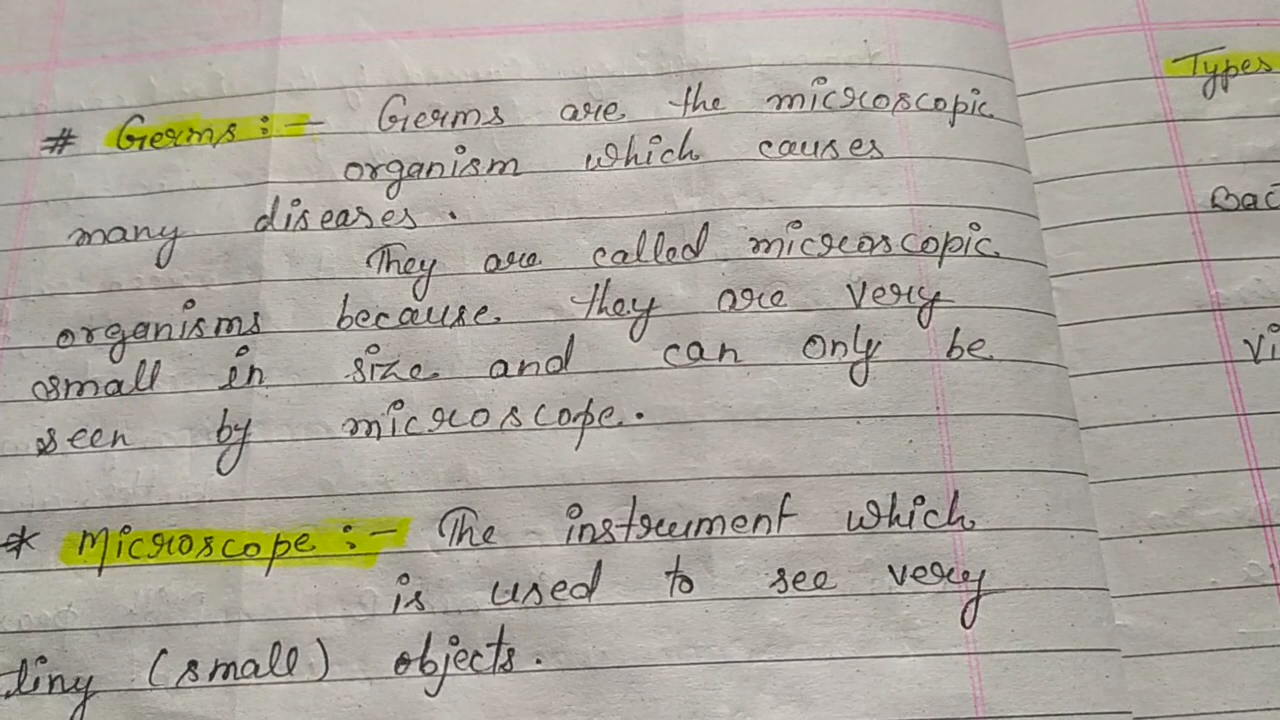 # Germs :- Germs are the microscopic
organism which causes
many diseases.
They are called microscopic
organisms because they are very
small in size and can only be
seen by microscope.
* Microscope :- The instrument which
is used to see very
tiny (small) objects.
Types